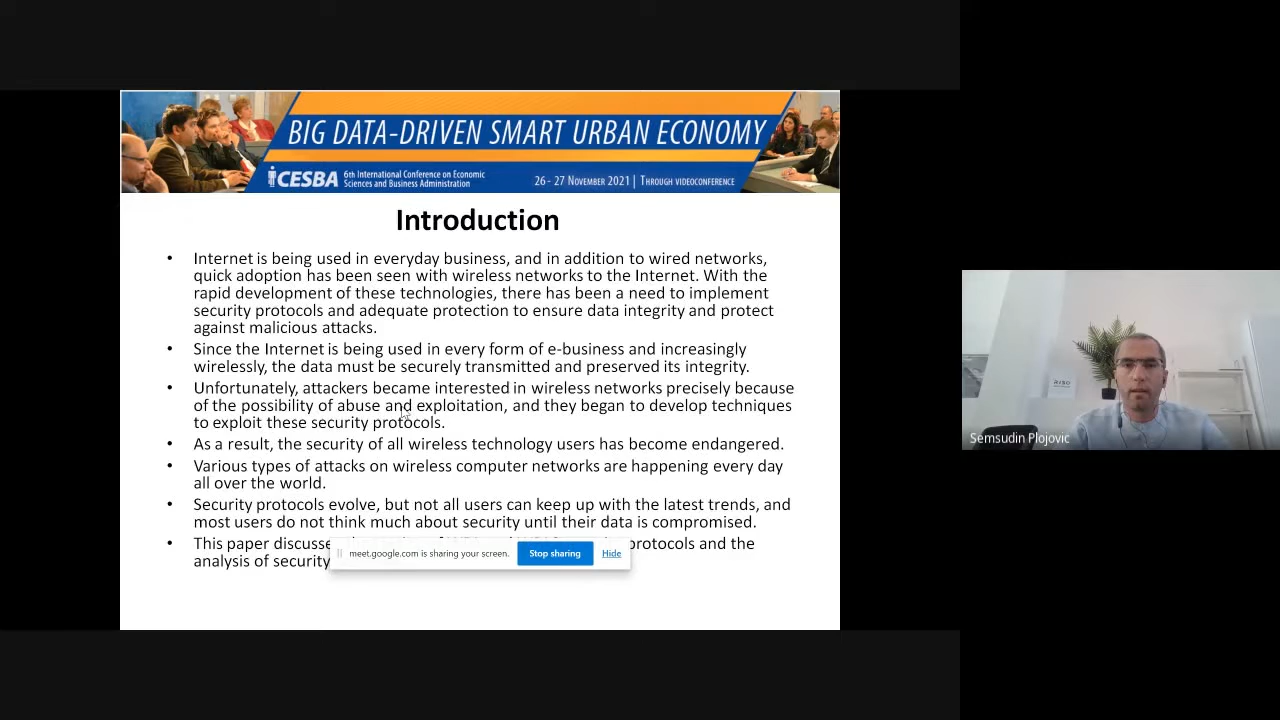 BIG DATA-DRIVEN SMART URBAN ECONOMY
iCESBA
6th International Conference on Economic
Sciences and Business Administration
26 - 27 NOVEMBER 2021 | THROUGH VIDEOCONFERENCE
Introduction
• Internet is being used in everyday business, and in addition to wired networks,
quick adoption has been seen with wireless networks to the Internet. With the
rapid development of these technologies, there has been a need to implement
security protocols and adequate protection to ensure data integrity and protect
against malicious attacks.
• Since the Internet is being used in every form of e-business and increasingly
wirelessly, the data must be securely transmitted and preserved its integrity.
• Unfortunately, attackers became interested in wireless networks precisely because
of the possibility of abuse and exploitation, and they began to develop techniques
to exploit these security protocols.
• As a result, the security of all wireless technology users has become endangered.
• Various types of attacks on wireless computer networks are happening every day
all over the world.
• Security protocols evolve, but not all users can keep up with the latest trends, and
most users do not think much about security until their data is compromised.
• This paper protocols and the
analysis of security
meet.google.com is sharing your screen. Stop sharing Hide
Semsudin Plojovic